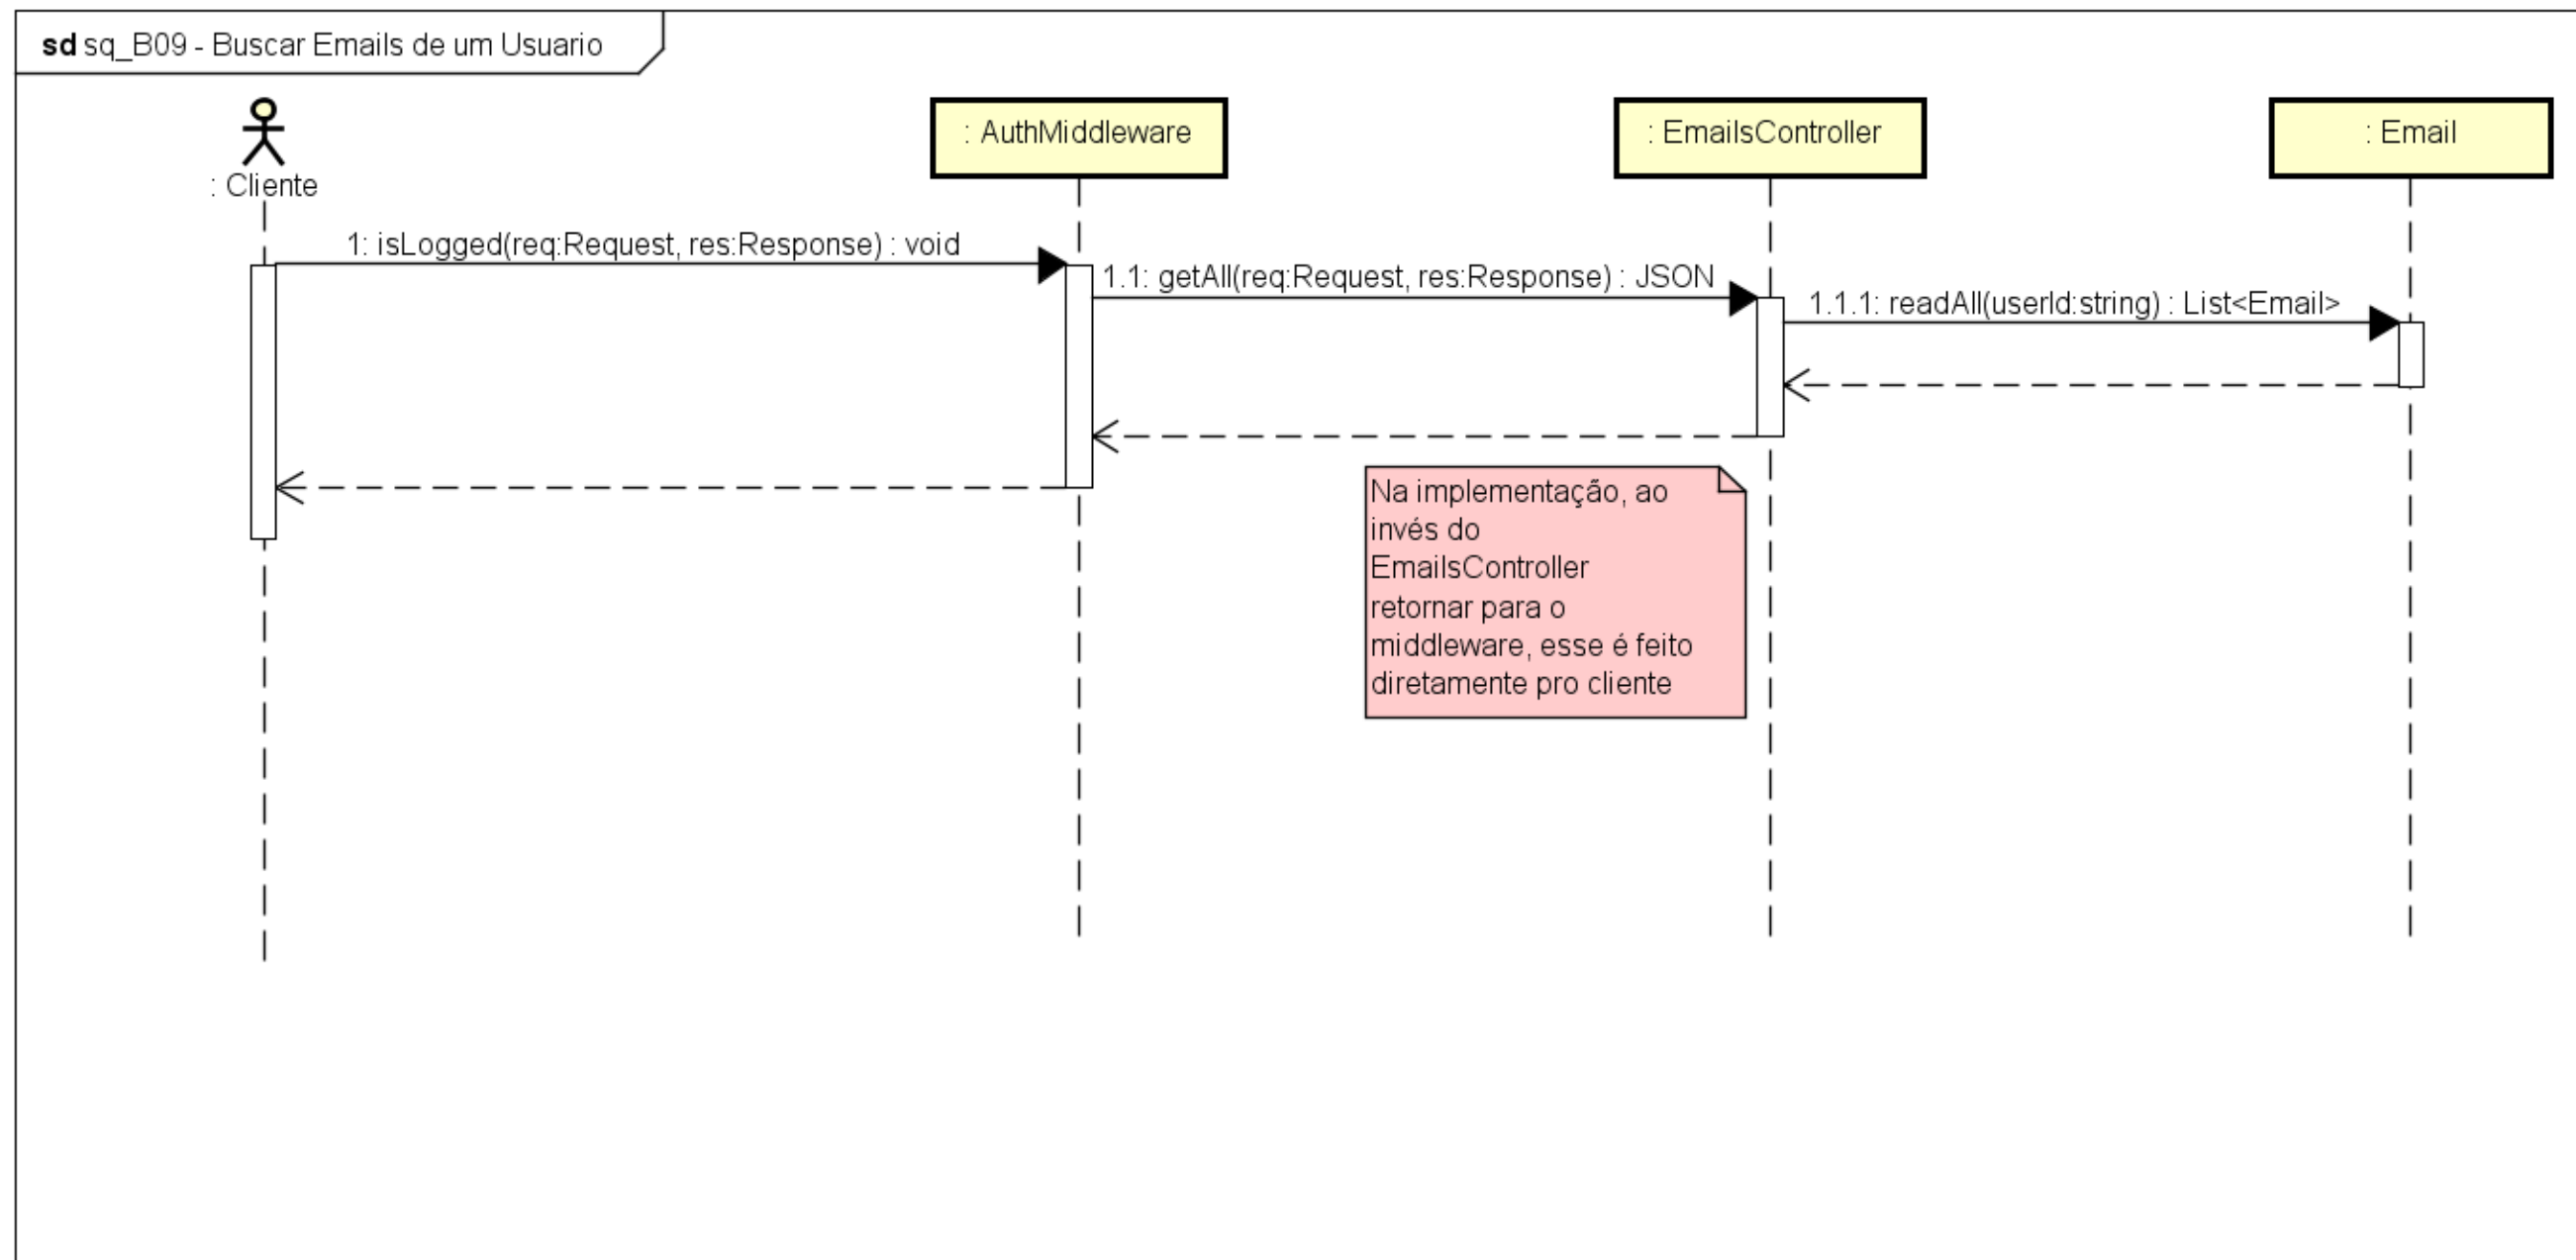 sd sq_B09 - Buscar Emails de um Usuario
: Cliente
: AuthMiddleware
: EmailsController
: Email
1: isLogged(req:Request, res:Response) : void
1.1: getAll(req:Request, res:Response) : JSON
1.1.1: readAll(userId:string) : List<Email>
Na implementação, ao
invés do
EmailsController
retornar para o
middleware, esse é feito
diretamente pro cliente